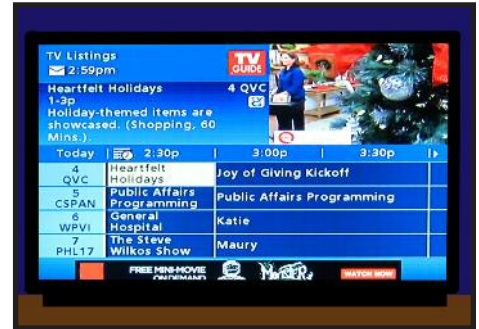 TV Listings
2:59pm
TV
GUIDE
Heartfelt Holidays 4 QVC
1-3p
Holiday-themed items are
showcased. (Shopping, 60
Mins.).
Today 2:30p 3:00p 3:30p
4
QVC
Heartfelt
Holidays
Joy of Giving Kickoff
5
CSPAN
Public Affairs
Programming
Public Affairs Programming
6
WPVI
General
Hospital
Katie
7
PHL17
The Steve
Wilkos Show
Maury
FREE MINI-MOVIE
ON DEMAND
WATCH NOW